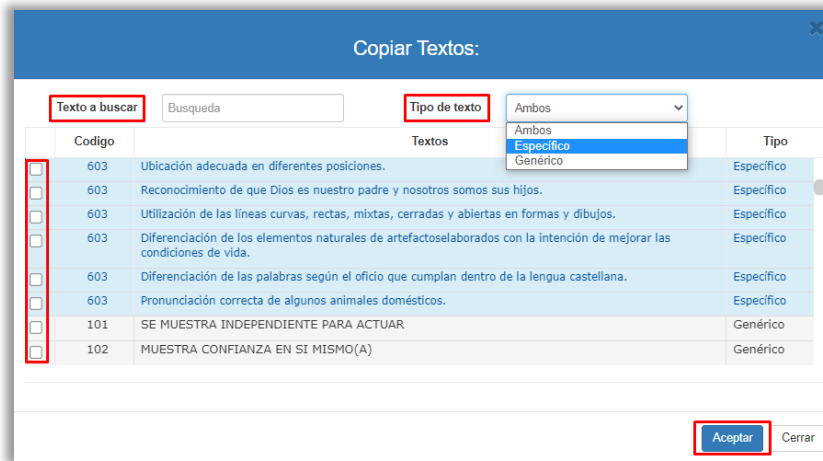 Copiar Textos:
Texto a buscar Busqueda Tipo de texto Ambos
Ambos
Específico
Genérico
Codigo Textos Tipo
603 Ubicación adecuada en diferentes posiciones. Específico
603 Reconocimiento de que Dios es nuestro padre y nosotros somos sus hijos. Específico
603 Utilización de las líneas curvas, rectas, mixtas, cerradas y abiertas en formas y dibujos. Específico
603 Diferenciación de los elementos naturales de artefactoselaborados con la intención de mejorar las Específico
condiciones de vida.
603 Diferenciación de las palabras según el oficio que cumplan dentro de la lengua castellana. Específico
603 Pronunciación correcta de algunos animales domésticos. Específico
101 SE MUESTRA INDEPENDIENTE PARA ACTUAR Genérico
102 MUESTRA CONFIANZA EN SI MISMO(A) Genérico
Aceptar Cerrar